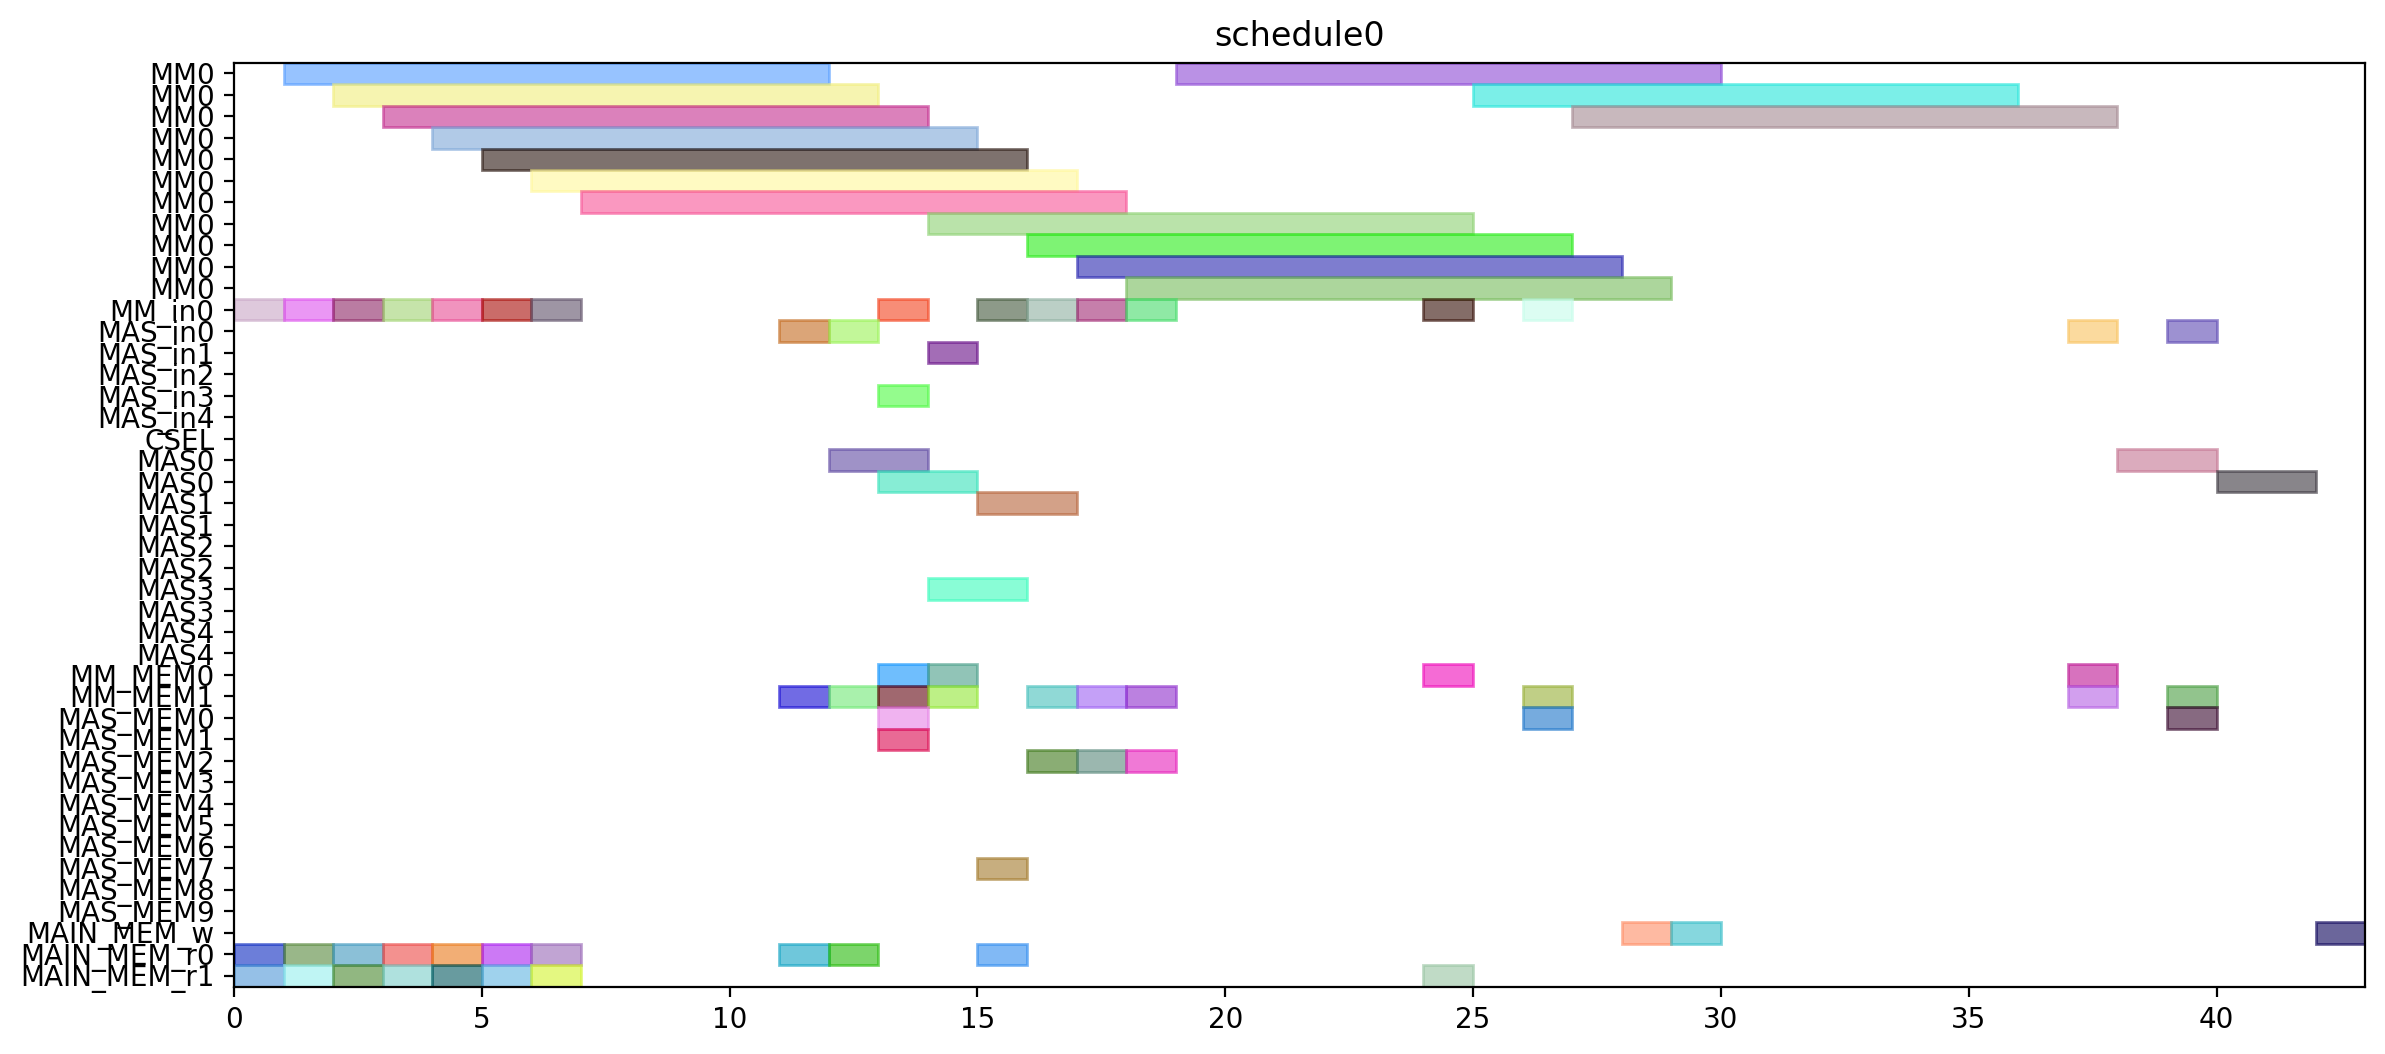 schedule0
MM0
MM0
MM0
MM0
MM0
MM0
MM0
MM0
MM0
MM0
MM0
MM_in0
MAS_in0
MAS_in1
MAS_in2
MAS_in3
MAS_in4
CSEL
MAS0
MAS0
MAS1
MAS1
MAS2
MAS2
MAS3
MAS3
MAS4
MAS4
MM_MEM0
MM_MEM1
MAS_MEM0
MAS_MEM1
MAS_MEM2
MAS_MEM3
MAS_MEM4
MAS_MEM5
MAS_MEM6
MAS_MEM7
MAS_MEM8
MAS_MEM9
MAIN_MEM_w
MAIN_MEM_r0
MAIN_MEM_r1
0 5 10 15 20 25 30 35 40